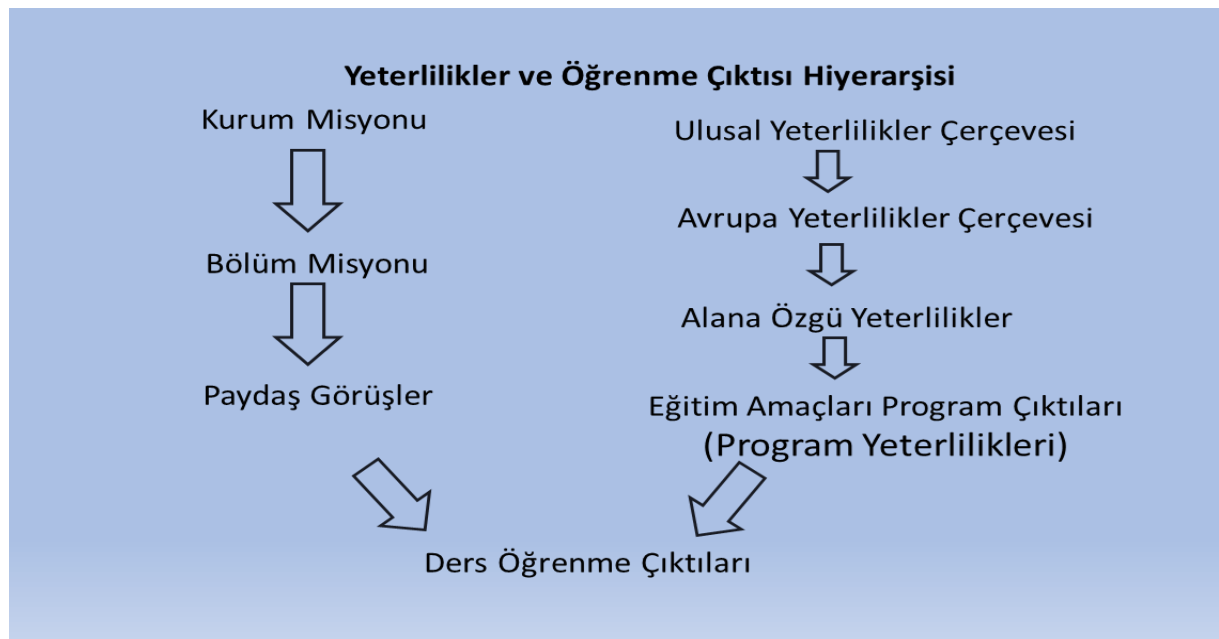 Yeterlilikler ve Öğrenme Çıktısı Hiyerarşisi
Kurum Misyonu
Bölüm Misyonu
Paydaş Görüşler
Ulusal Yeterlilikler Çerçevesi
Avrupa Yeterlilikler Çerçevesi
Alana Özgü Yeterlilikler
Eğitim Amaçları Program Çıktıları
(Program Yeterlilikleri)
Ders Öğrenme Çıktıları